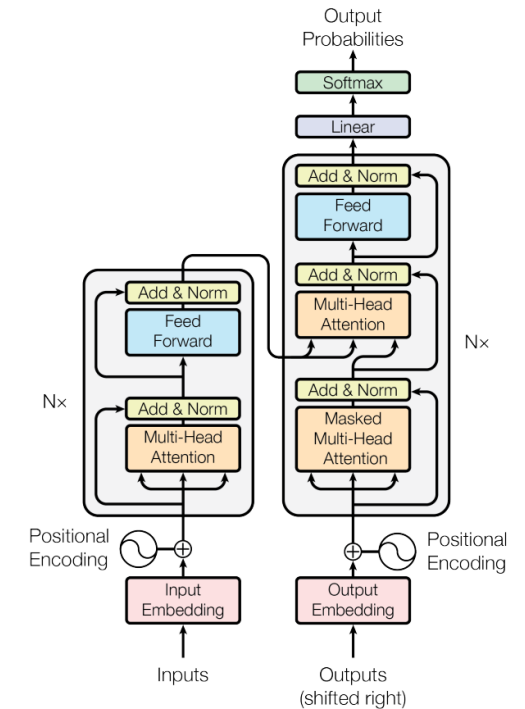 Output
Probabilities
Softmax
Linear
Add & Norm
Feed
Forward
Add & Norm
Multi-Head
Attention
Add & Norm
Masked
Multi-Head
Attention
N×
Add & Norm
Feed
Forward
Add & Norm
Multi-Head
Attention
N×
Positional
Encoding
Positional
Encoding
Input
Embedding
Output
Embedding
Inputs
Outputs
(shifted right)